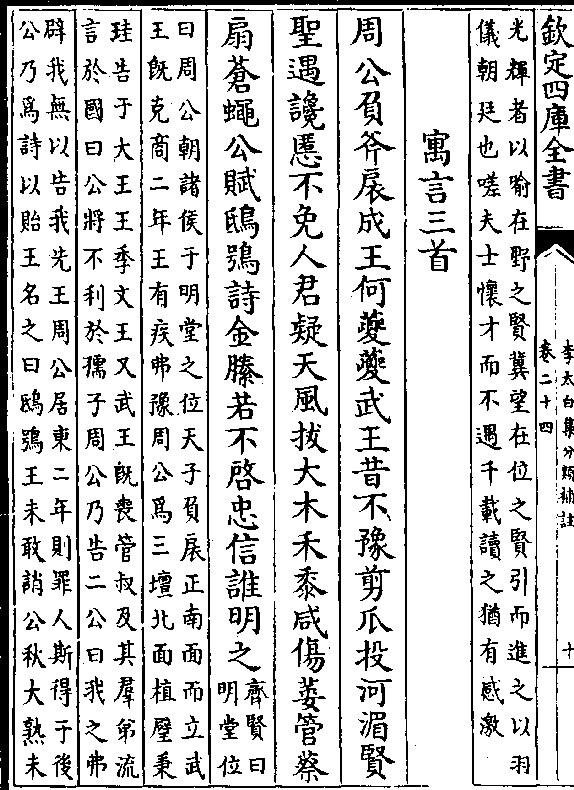 欽定四庫全書
李太白集分類補註
卷二十四
十
光輝者以喻在野之賢冀望在位之賢引而進之以羽
儀朝廷也嗟夫士懷才而不遇千載讀之猶有感激
寓言三首
周公負斧扆成王何夔夔武王昔不豫剪爪投河湄賢
聖遇讒慝不免人君疑天風拔大木禾黍咸傷萎管蔡
扇蒼蠅公賦鴟鴞詩金縢若不啓忠信誰明之
齊賢曰
明堂位
曰周公朝諸侯于明堂之位天子負扆正南面而立武
王既克商二年王有疾弗豫周公為三壇北面植璧秉
珪告于大王王季文王又武王既喪管叔及其羣弟流
言於國曰公將不利於孺子周公乃告二公曰我之弗
辟我無以告我先王周公居東二年則罪人斯得于後
公乃為詩以貽王名之曰鴟鴞王未敢誚公秋大熟未